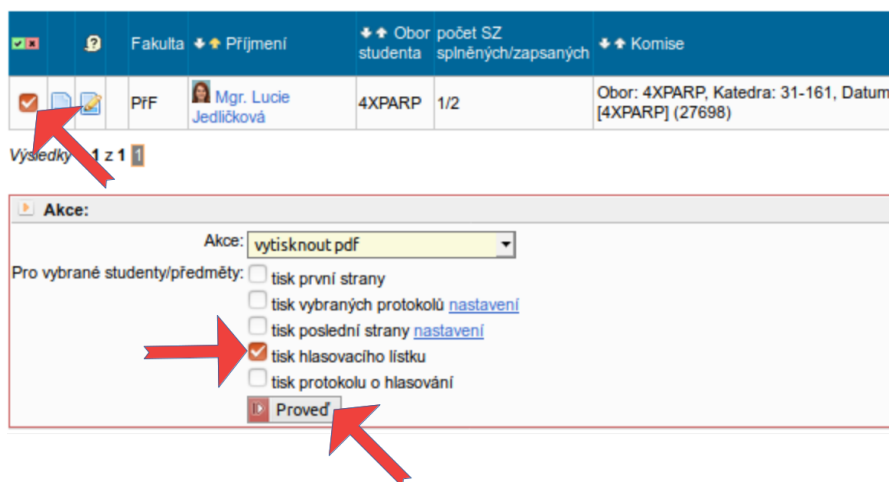 Fakulta Příjmení Obor studenta počet SZ splněných/zapsaných Komise
PřF Mgr. Lucie Jedličková 4XPARP 1/2 Obor: 4XPARP, Katedra: 31-161, Datum [4XPARP] (27698)
Výsledky 1 z 1 1
Akce:
Akce: vytisknout pdf
Pro vybrané studenty/předměty: tisk první strany
tisk vybraných protokolů nastavení
tisk poslední strany nastavení
tisk hlasovacího lístku
tisk protokolu o hlasování
Proveď